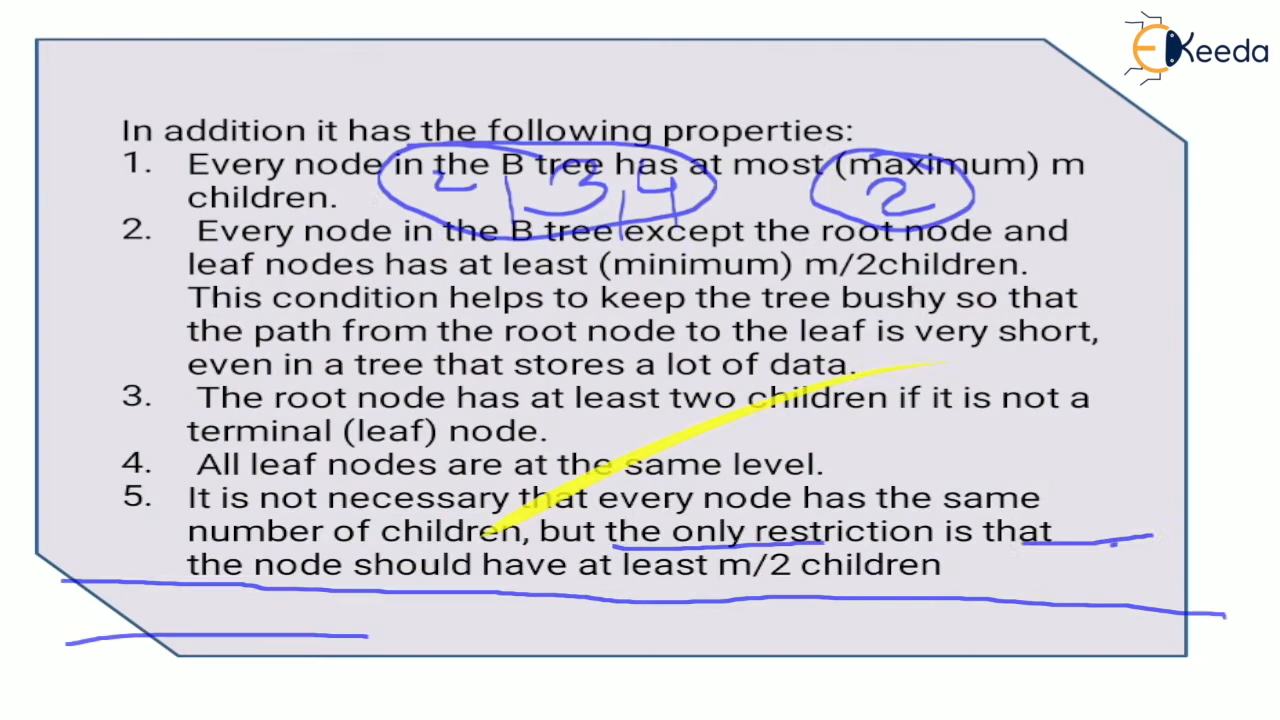 EKeeda
In addition it has the following properties:
1. Every node in the B tree has at most (maximum) m
children.
2 | 3 | 4
2
2. Every node in the B tree except the root node and
leaf nodes has at least (minimum) m/2children.
This condition helps to keep the tree bushy so that
the path from the root node to the leaf is very short,
even in a tree that stores a lot of data.
3. The root node has at least two children if it is not a
terminal (leaf) node.
4. All leaf nodes are at the same level.
5. It is not necessary that every node has the same
number of children, but the only restriction is that
the node should have at least m/2 children